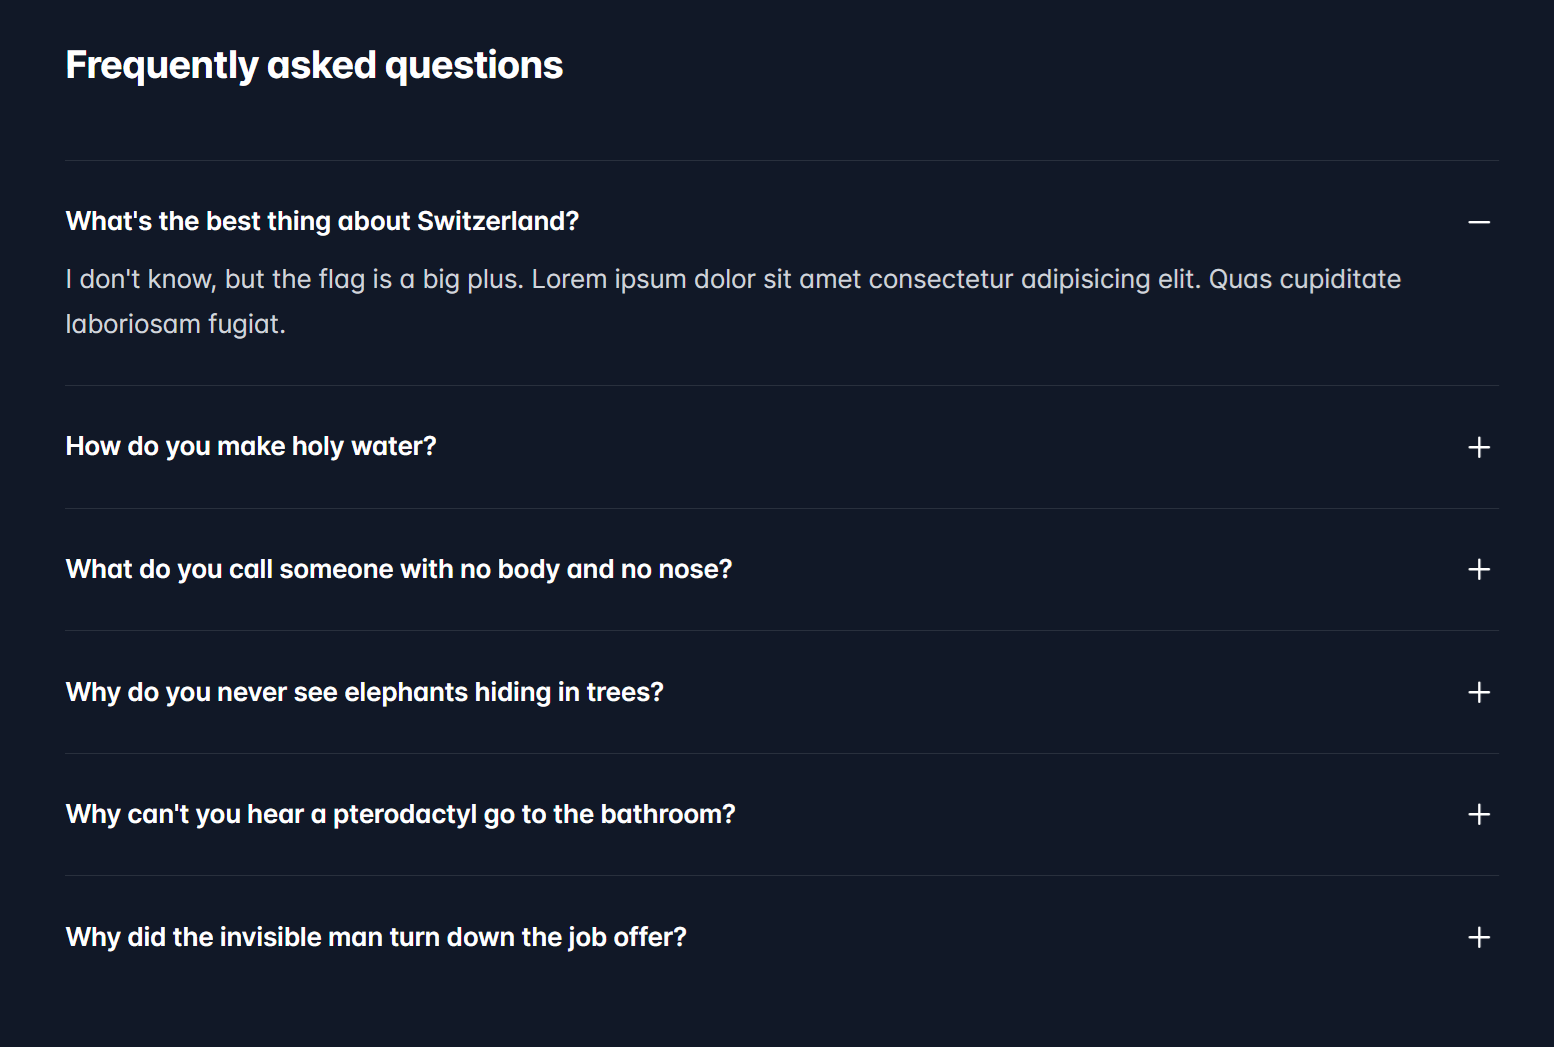 Frequently asked questions
What's the best thing about Switzerland?
I don't know, but the flag is a big plus. Lorem ipsum dolor sit amet consectetur adipisicing elit. Quas cupiditate
laboriosam fugiat.
How do you make holy water?
What do you call someone with no body and no nose?
Why do you never see elephants hiding in trees?
Why can't you hear a pterodactyl go to the bathroom?
Why did the invisible man turn down the job offer?